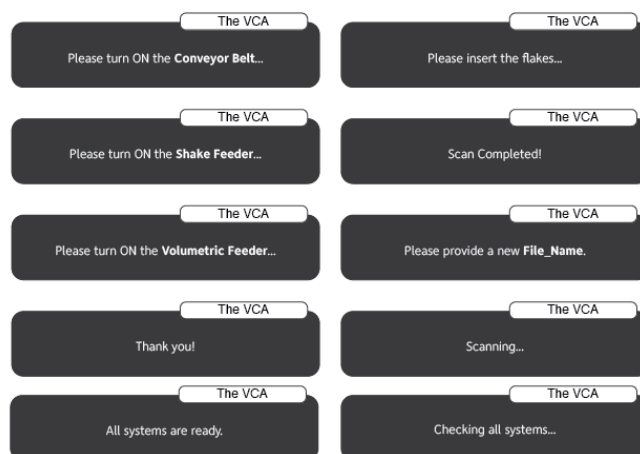 The VCA
Please turn ON the Conveyor Belt...
The VCA
Please insert the flakes...
The VCA
Please turn ON the Shake Feeder...
The VCA
Scan Completed!
The VCA
Please turn ON the Volumetric Feeder...
The VCA
Please provide a new File_Name.
The VCA
Thank you!
The VCA
Scanning...
The VCA
All systems are ready.
The VCA
Checking all systems...